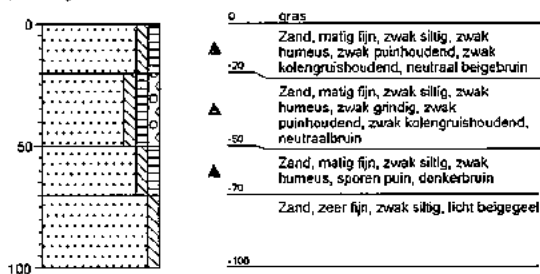 0 gras
0
Zand, matig fijn, zwak siltig, zwak
humeus, zwak puinhoudend, zwak
kolengruishoudend, neutraal beigebruin
-20
Zand, matig fijn, zwak siltig, zwak
humeus, zwak grindig, zwak
puinhoudend, zwak kolengruishoudend,
neutraalbruin
50
-50
Zand, matig fijn, zwak siltig, zwak
humeus, sporen puin, donkerbruin
-70
Zand, zeer fijn, zwak siltig, licht beigegeel
100
-100